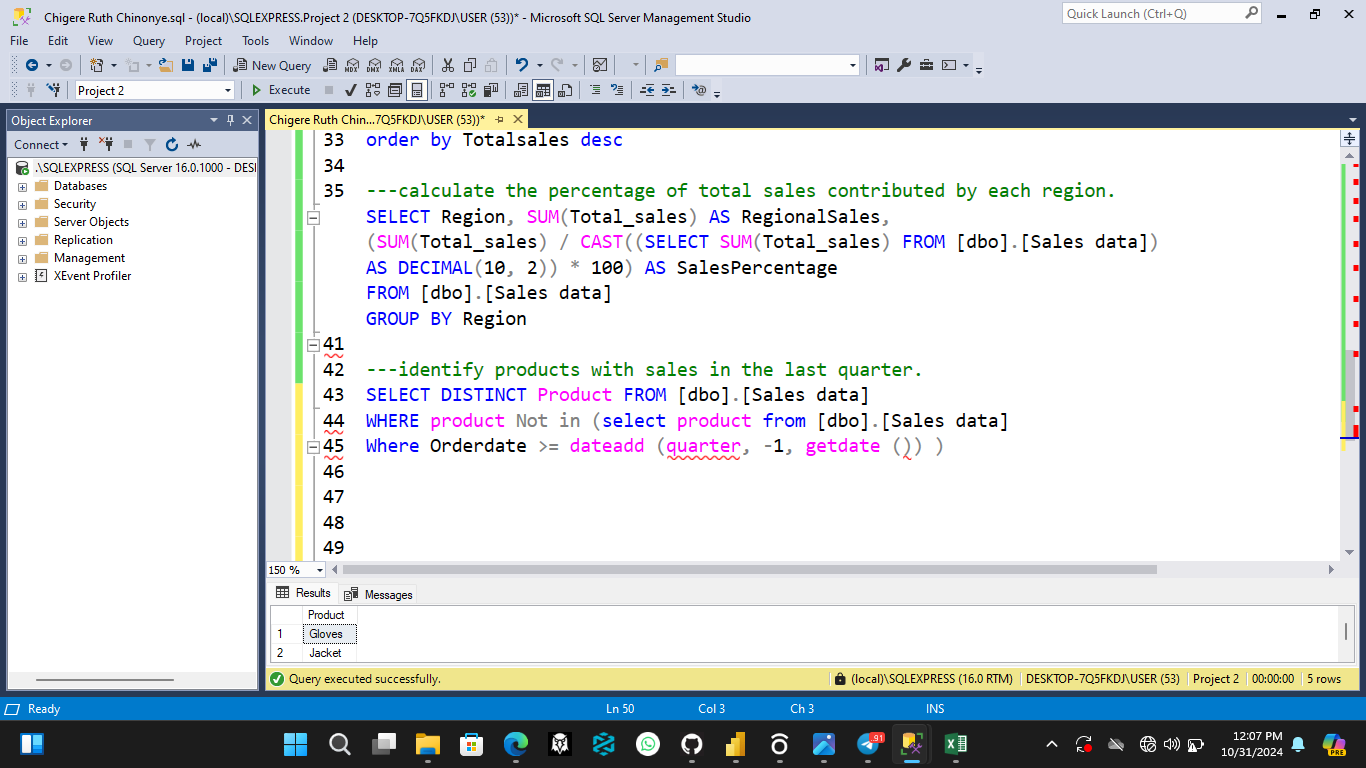 Chigere Ruth Chinonye.sql - (local)\SQLEXPRESS.Project 2 (DESKTOP-7Q5FKDJ\USER (53))* - Microsoft SQL Server Management Studio
Quick Launch (Ctrl+Q)
File Edit View Query Project Tools Window Help
New Query MDX DMX XMLA DAX
Project 2 Execute
Object Explorer
Connect
.\SQLEXPRESS (SQL Server 16.0.1000 - DESI
Databases
Security
Server Objects
Replication
Management
XEvent Profiler
Chigere Ruth Chin...7Q5FKDJ\USER (53))*
33 order by Totalsales desc
34
35 ---calculate the percentage of total sales contributed by each region.
SELECT Region, SUM(Total_sales) AS RegionalSales,
(SUM(Total_sales) / CAST((SELECT SUM(Total_sales) FROM [dbo].[Sales data])
AS DECIMAL(10, 2)) * 100) AS SalesPercentage
FROM [dbo].[Sales data]
GROUP BY Region
41
42 ---identify products with sales in the last quarter.
43 SELECT DISTINCT Product FROM [dbo].[Sales data]
44 WHERE product Not in (select product from [dbo].[Sales data]
45 Where Orderdate >= dateadd (quarter, -1, getdate ()) )
46
47
48
49
150 %
Results Messages
Product
1 Gloves
2 Jacket
Query executed successfully.
(local)\SQLEXPRESS (16.0 RTM) DESKTOP-7Q5FKDJ\USER (53) Project 2 00:00:00 5 rows
Ready Ln 50 Col 3 Ch 3 INS
91
12:07 PM
10/31/2024
PRE